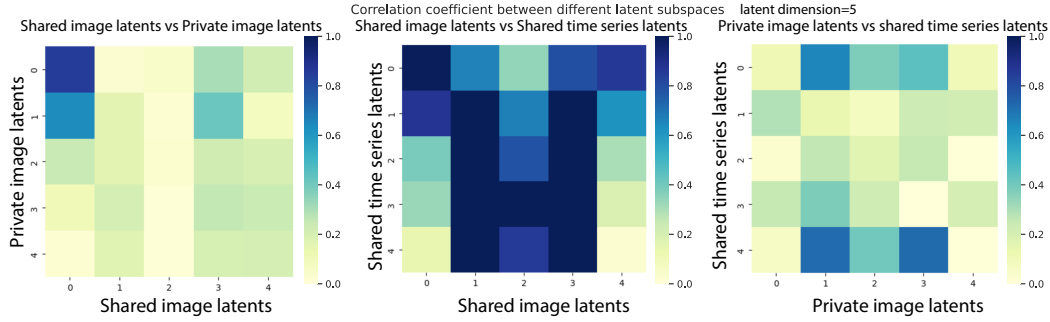 Correlation coefficient between different latent subspaces latent dimension=5
Shared image latents vs Private image latents
Private image latents
0
1
2
3
4
0 1 2 3 4
Shared image latents
1.0
0.8
0.6
0.4
0.2
0.0
Shared image latents vs Shared time series latents
Shared time series latents
0
1
2
3
4
0 1 2 3 4
Shared image latents
1.0
0.8
0.6
0.4
0.2
0.0
Private image latents vs shared time series latents
Shared time series latents
0
1
2
3
4
0 1 2 3 4
Private image latents
1.0
0.8
0.6
0.4
0.2
0.0